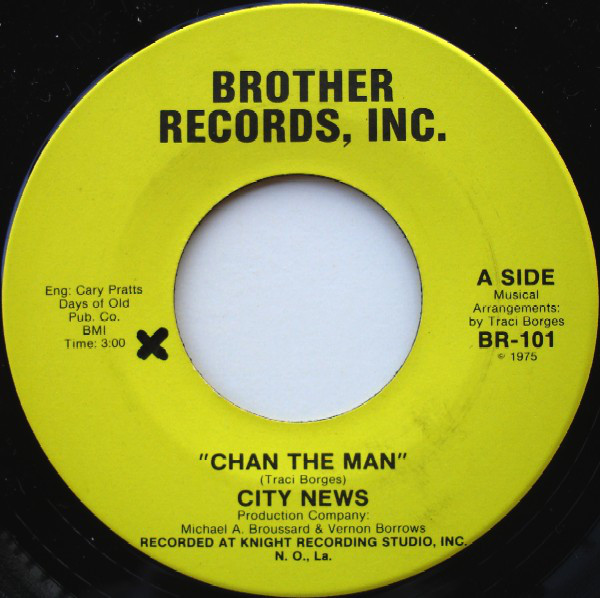 BROTHER
RECORDS, INC.
Eng: Cary Pratts
Days of Old
Pub. Co.
BMI
Time: 3:00
A SIDE
Musical
Arrangements:
by Traci Borges
BR-101
℗ 1975
"CHAN THE MAN"
(Traci Borges)
CITY NEWS
Production Company:
Michael A. Broussard & Vernon Borrows
RECORDED AT KNIGHT RECORDING STUDIO, INC.
N. O., La.